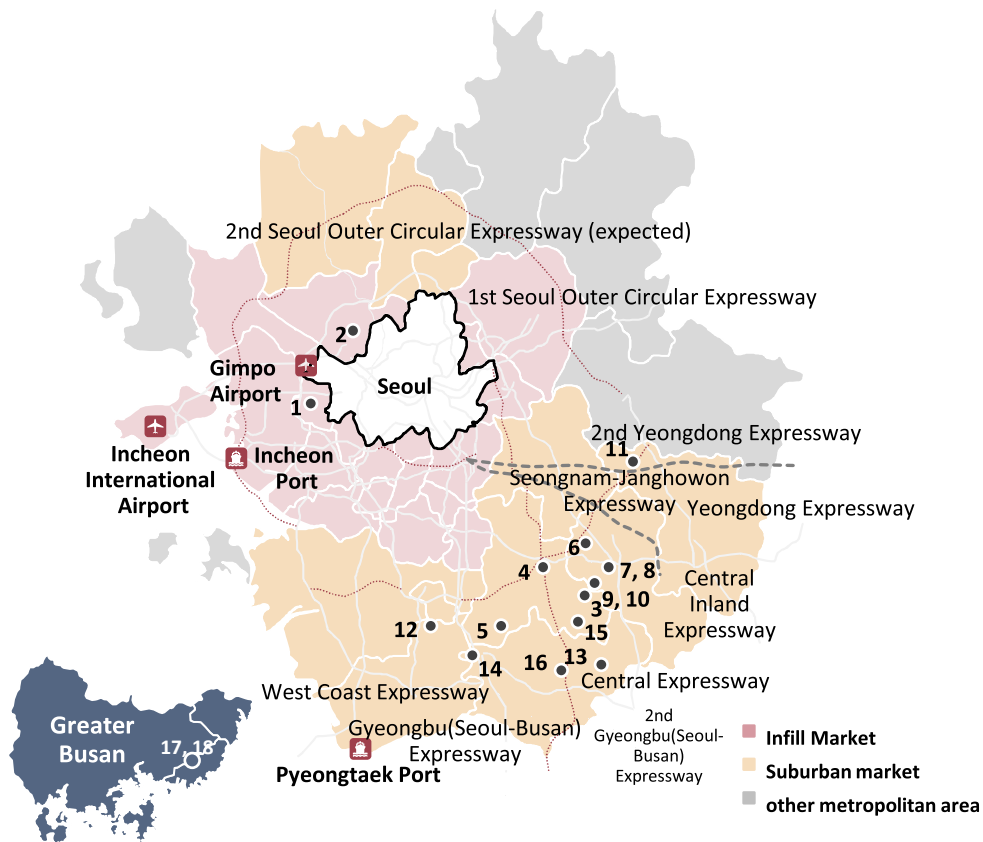 2nd Seoul Outer Circular Expressway (expected)
1st Seoul Outer Circular Expressway
2
Gimpo
Airport
Seoul
1
2nd Yeongdong Expressway
11
Incheon
International
Airport
Incheon
Port
Seongnam-Janghowon
Expressway
Yeongdong Expressway
6
4
7, 8
Central
Inland
Expressway
9, 10
3
12
5
15
14
16
13
Central Expressway
West Coast Expressway
Gyeongbu(Seoul-Busan)
Expressway
2nd
Gyeongbu(Seoul-
Busan)
Expressway
Pyeongtaek Port
Greater
Busan
17, 18
Infill Market
Suburban market
other metropolitan area